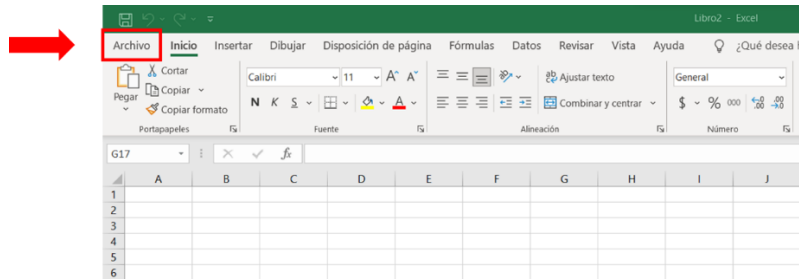 Libro2 - Excel
Archivo Inicio Insertar Dibujar Disposición de página Fórmulas Datos Revisar Vista Ayuda ¿Qué desea
Pegar
Cortar
Copiar
Copiar formato
Portapapeles
Calibri 11 A A
N K S A
Fuente
ab Ajustar texto
Combinar y centrar
Alineación
General
$ % 000
Número
G17 fx
A B C D E F G H I J
1
2
3
4
5
6